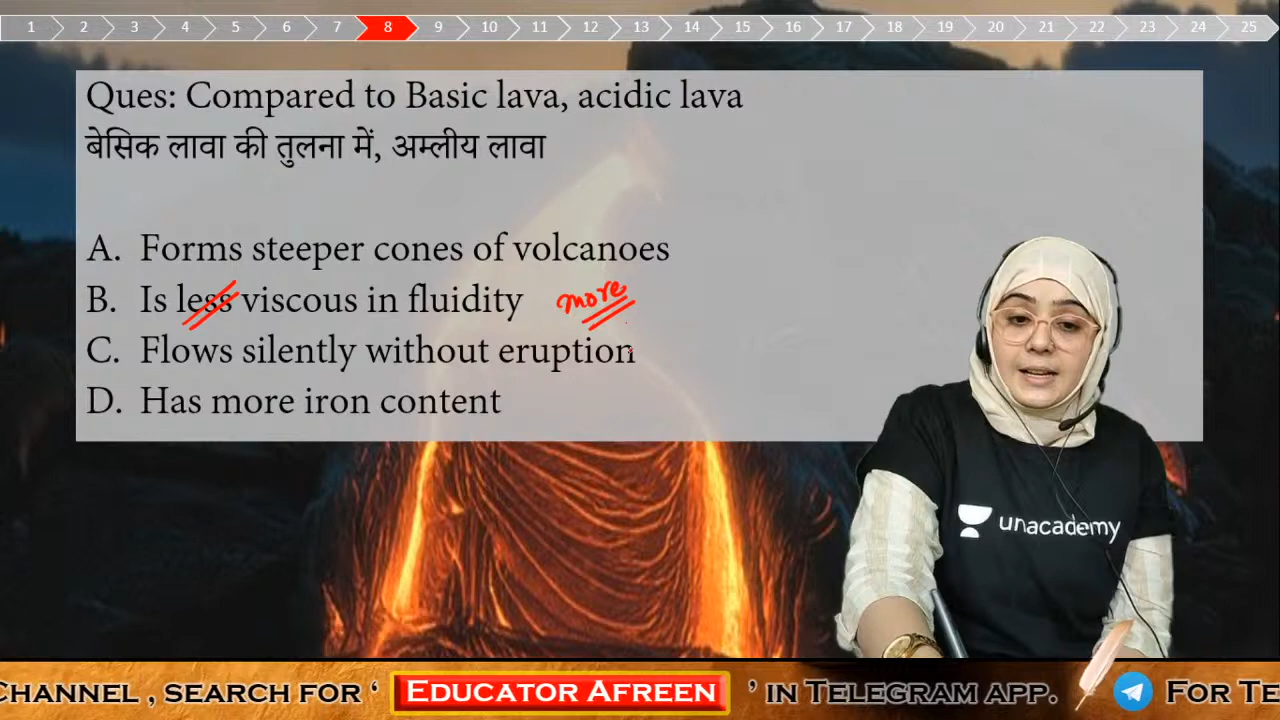 1 2 3 4 5 6 7 8 9 10 11 12 13 14 15 16 17 18 19 20 21 22 23 24 25
Ques: Compared to Basic lava, acidic lava
बेसिक लावा की तुलना में, अम्लीय लावा
A. Forms steeper cones of volcanoes
B. Is less viscous in fluidity more
C. Flows silently without eruption
D. Has more iron content
unacademy
CHANNEL , SEARCH FOR ‘ EDUCATOR AFREEN ’ IN TELEGRAM APP. FOR TE